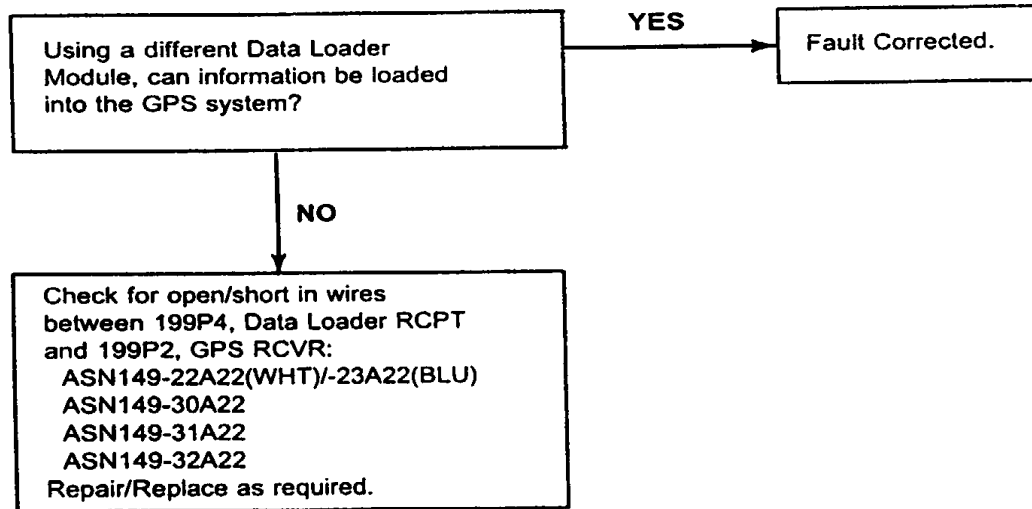 Using a different Data Loader
Module, can information be loaded
into the GPS system?
YES
Fault Corrected.
NO
Check for open/short in wires
between 199P4, Data Loader RCPT
and 199P2, GPS RCVR:
ASN149-22A22(WHT)/-23A22(BLU)
ASN149-30A22
ASN149-31A22
ASN149-32A22
Repair/Replace as required.